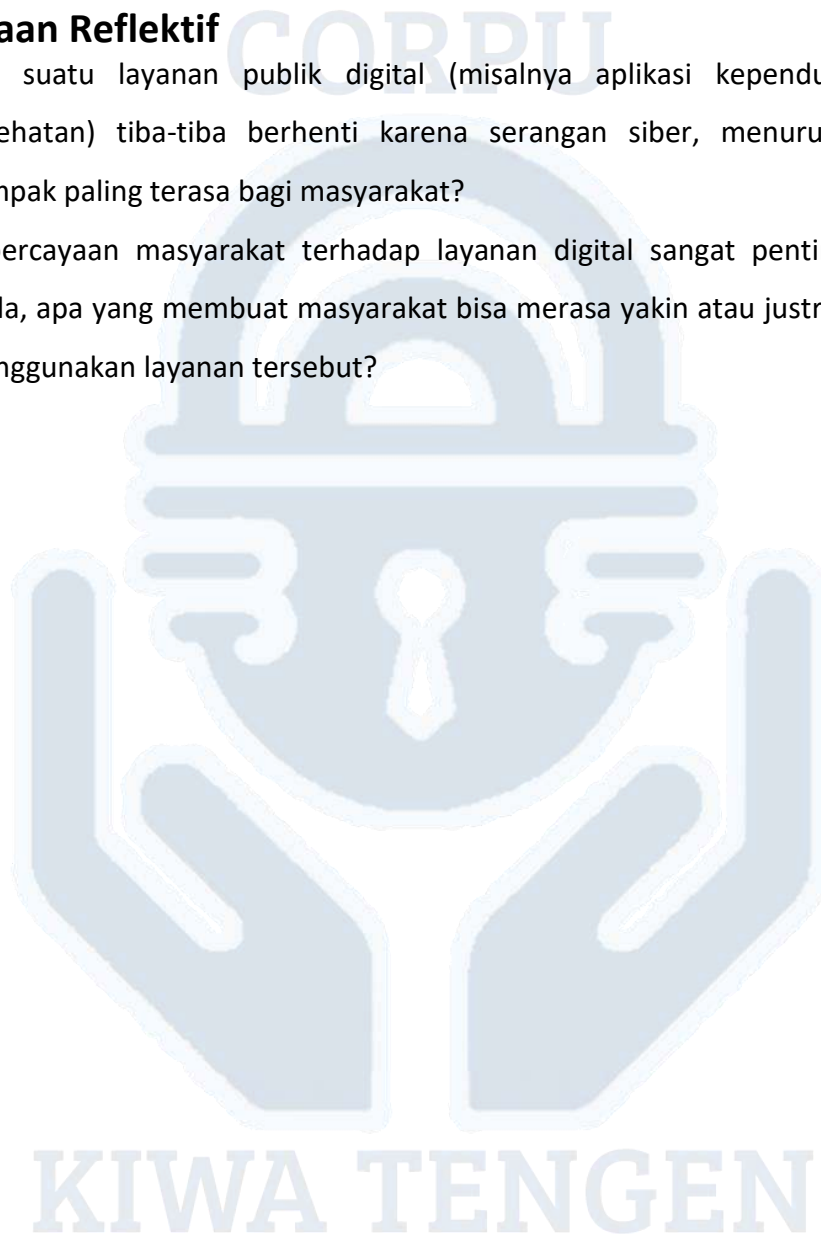 aan Reflektif
CORPU
suatu layanan publik digital (misalnya aplikasi kependu
ehatan) tiba-tiba berhenti karena serangan siber, menuru
mpak paling terasa bagi masyarakat?
percayaan masyarakat terhadap layanan digital sangat penti
da, apa yang membuat masyarakat bisa merasa yakin atau justr
nggunakan layanan tersebut?
KIWA TENGEN